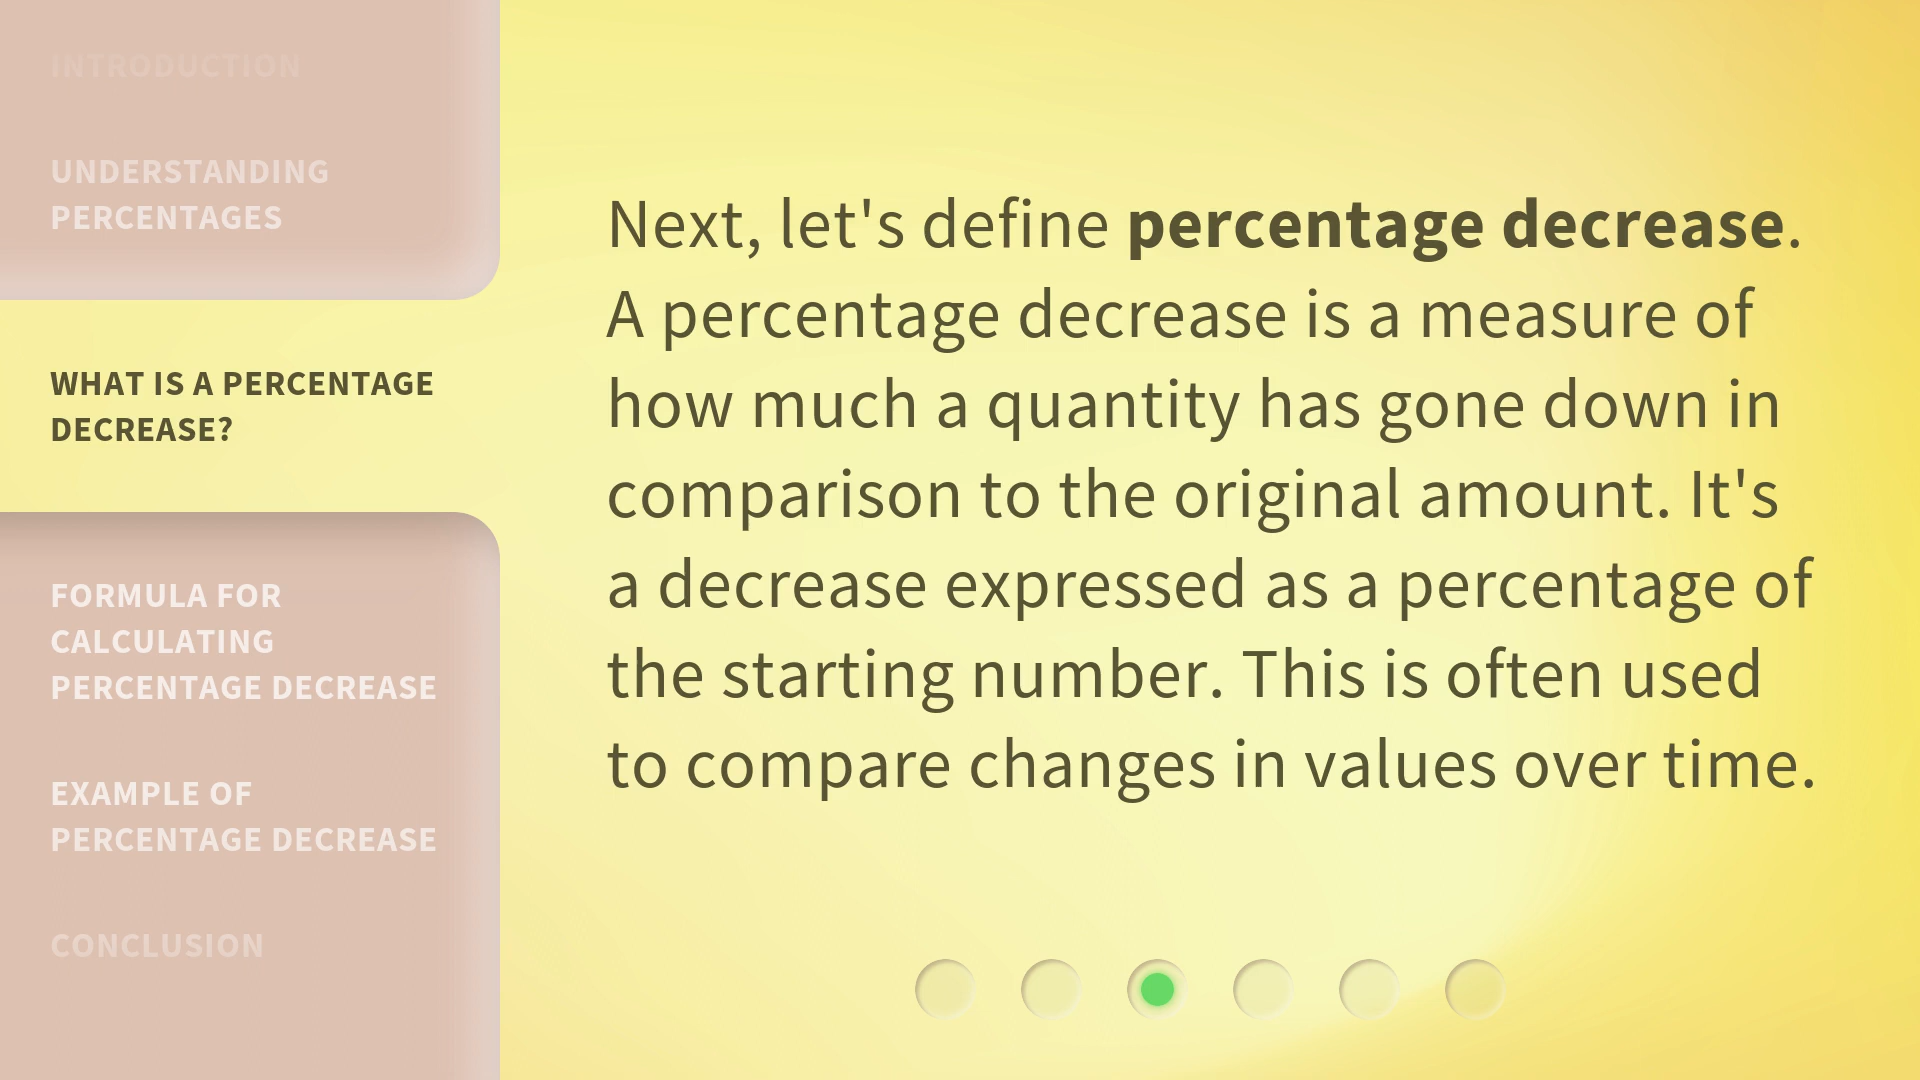 INTRODUCTION
UNDERSTANDING
PERCENTAGES
WHAT IS A PERCENTAGE
DECREASE?
FORMULA FOR
CALCULATING
PERCENTAGE DECREASE
EXAMPLE OF
PERCENTAGE DECREASE
CONCLUSION
Next, let's define percentage decrease.
A percentage decrease is a measure of
how much a quantity has gone down in
comparison to the original amount. It's
a decrease expressed as a percentage of
the starting number. This is often used
to compare changes in values over time.